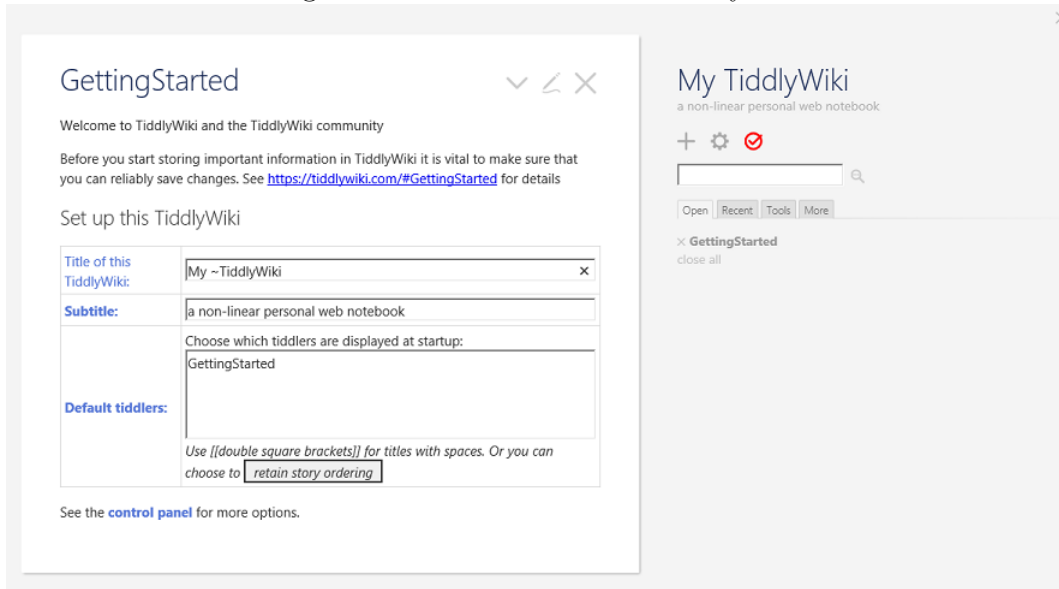 GettingStarted
Welcome to TiddlyWiki and the TiddlyWiki community
Before you start storing important information in TiddlyWiki it is vital to make sure that
you can reliably save changes. See https://tiddlywiki.com/#GettingStarted for details
Set up this TiddlyWiki
Title of this
TiddlyWiki:
My ~TiddlyWiki
Subtitle:
a non-linear personal web notebook
Default tiddlers:
Choose which tiddlers are displayed at startup:
GettingStarted
Use [[double square brackets]] for titles with spaces. Or you can
choose to retain story ordering
See the control panel for more options.
My TiddlyWiki
a non-linear personal web notebook
Open Recent Tools More
× GettingStarted
close all